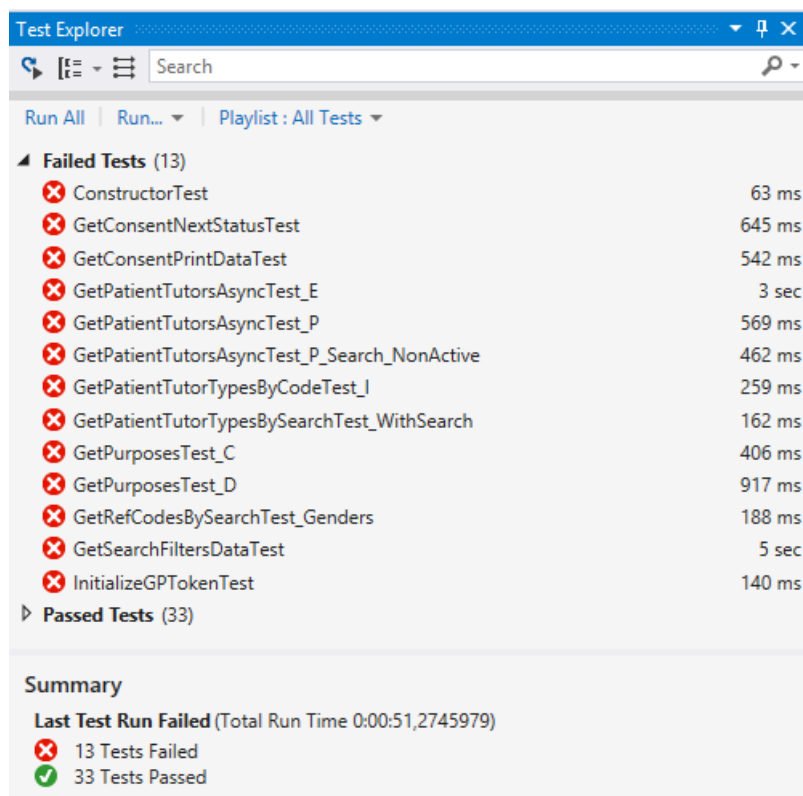 Test Explorer
Search
Run All | Run... | Playlist : All Tests
Failed Tests (13)
ConstructorTest 63 ms
GetConsentNextStatusTest 645 ms
GetConsentPrintDataTest 542 ms
GetPatientTutorsAsyncTest_E 3 sec
GetPatientTutorsAsyncTest_P 569 ms
GetPatientTutorsAsyncTest_P_Search_NonActive 462 ms
GetPatientTutorTypesByCodeTest_I 259 ms
GetPatientTutorTypesBySearchTest_WithSearch 162 ms
GetPurposesTest_C 406 ms
GetPurposesTest_D 917 ms
GetRefCodesBySearchTest_Genders 188 ms
GetSearchFiltersDataTest 5 sec
InitializeGPTokenTest 140 ms
Passed Tests (33)
Summary
Last Test Run Failed (Total Run Time 0:00:51,2745979)
13 Tests Failed
33 Tests Passed